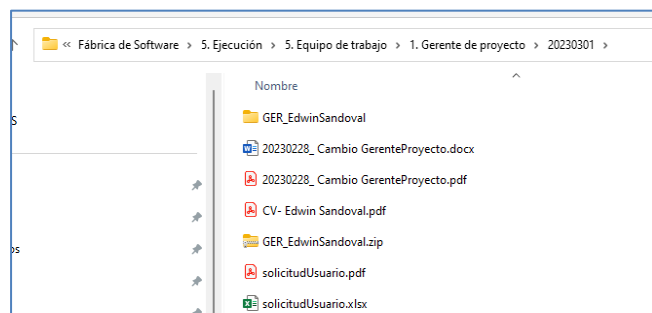 « Fábrica de Software > 5. Ejecución > 5. Equipo de trabajo > 1. Gerente de proyecto > 20230301 >
Nombre
GER_EdwinSandoval
20230228_ Cambio GerenteProyecto.docx
20230228_ Cambio GerenteProyecto.pdf
CV- Edwin Sandoval.pdf
GER_EdwinSandoval.zip
solicitudUsuario.pdf
solicitudUsuario.xlsx